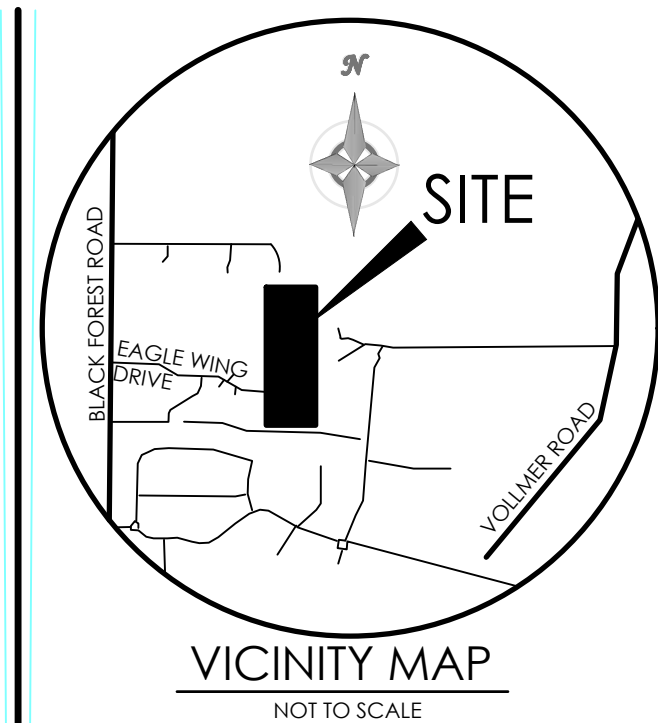 N
SITE
BLACK FOREST ROAD
EAGLE WING
DRIVE
VOLLMER ROAD
VICINITY MAP
NOT TO SCALE